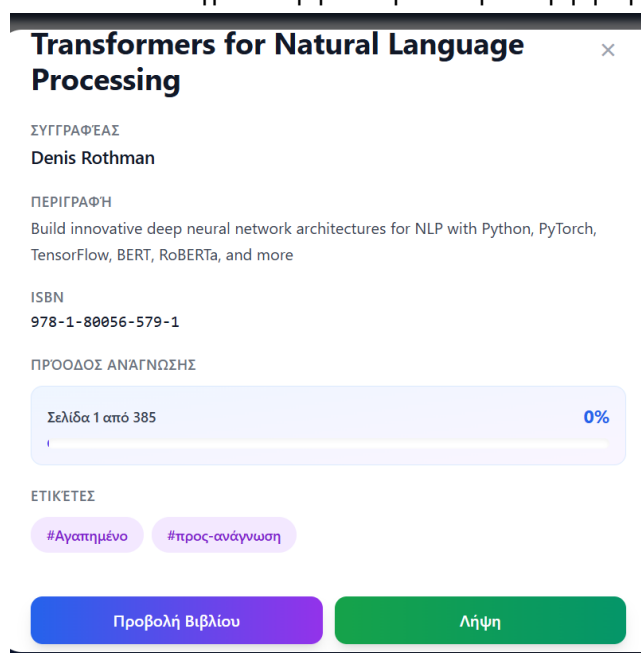 Transformers for Natural Language
Processing
×
ΣΥΓΓΡΑΦΈΑΣ
Denis Rothman
ΠΕΡΙΓΡΑΦΉ
Build innovative deep neural network architectures for NLP with Python, PyTorch,
TensorFlow, BERT, RoBERTa, and more
ISBN
978-1-80056-579-1
ΠΡΌΟΔΟΣ ΑΝΆΓΝΩΣΗΣ
Σελίδα 1 από 385
0%
ΕΤΙΚΈΤΕΣ
#Αγαπημένο #προς-ανάγνωση
Προβολή Βιβλίου
Λήψη